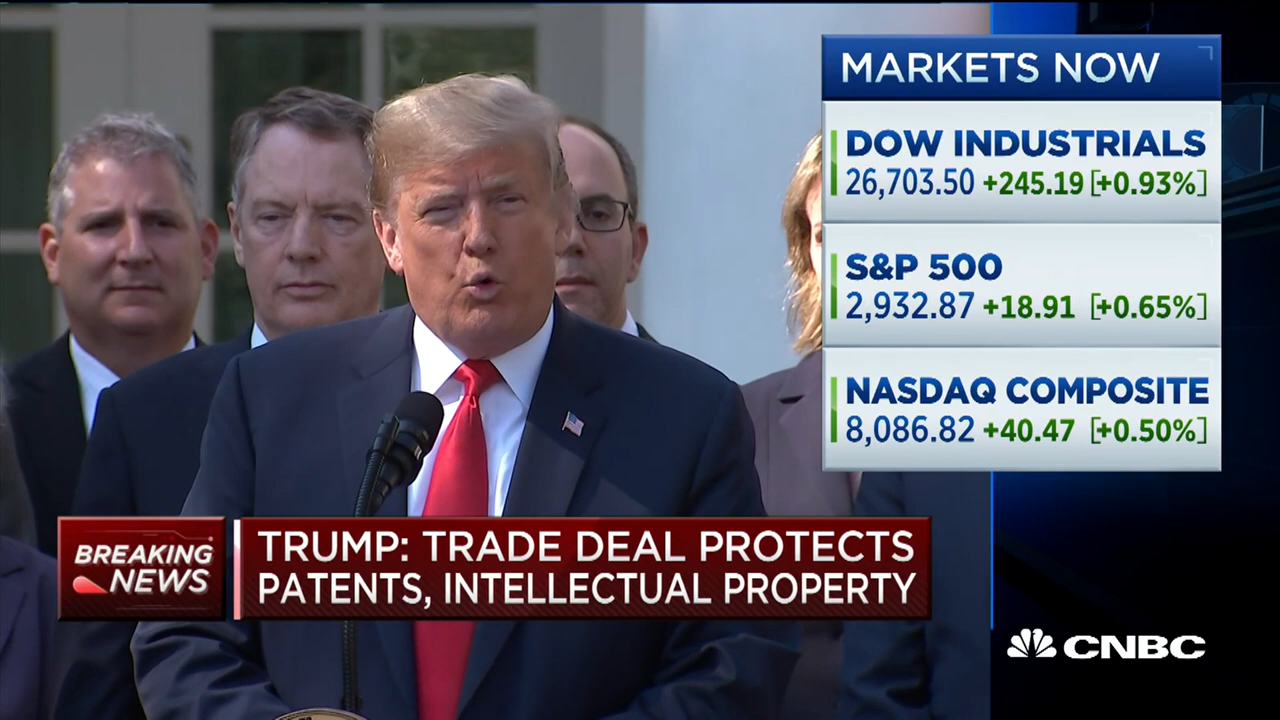 MARKETS NOW
DOW INDUSTRIALS
26,703.50 +245.19 [+0.93%]
S&P 500
2,932.87 +18.91 [+0.65%]
NASDAQ COMPOSITE
8,086.82 +40.47 [+0.50%]
BREAKING
NEWS
TRUMP: TRADE DEAL PROTECTS
PATENTS, INTELLECTUAL PROPERTY
CNBC